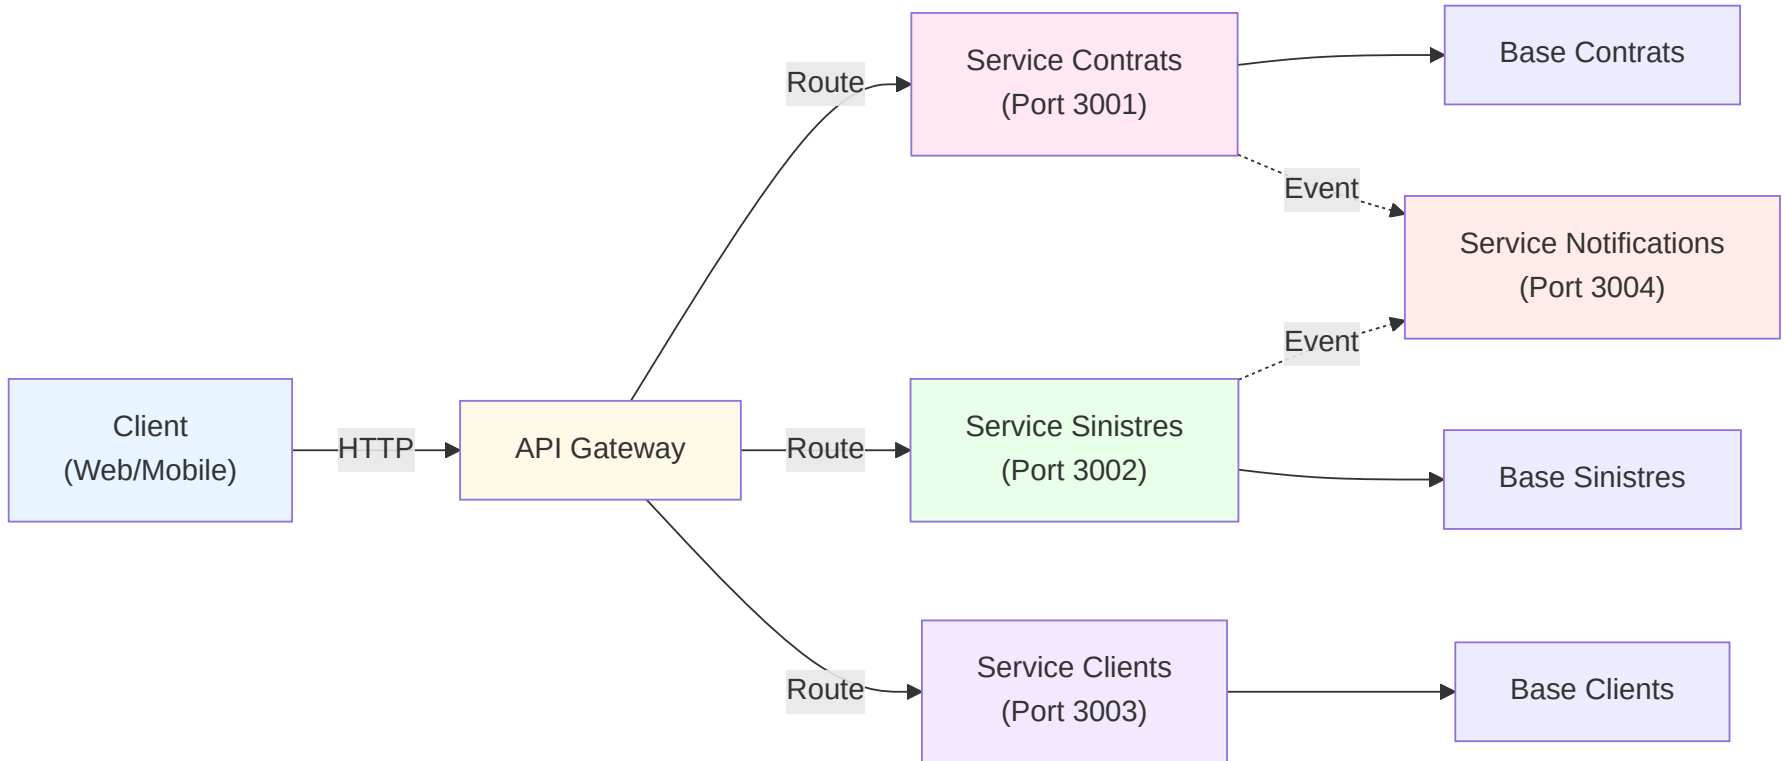 Client
(Web/Mobile)
HTTP
API Gateway
Route
Service Contrats
(Port 3001)
Base Contrats
Event
Service Notifications
(Port 3004)
Event
Route
Service Sinistres
(Port 3002)
Base Sinistres
Route
Service Clients
(Port 3003)
Base Clients